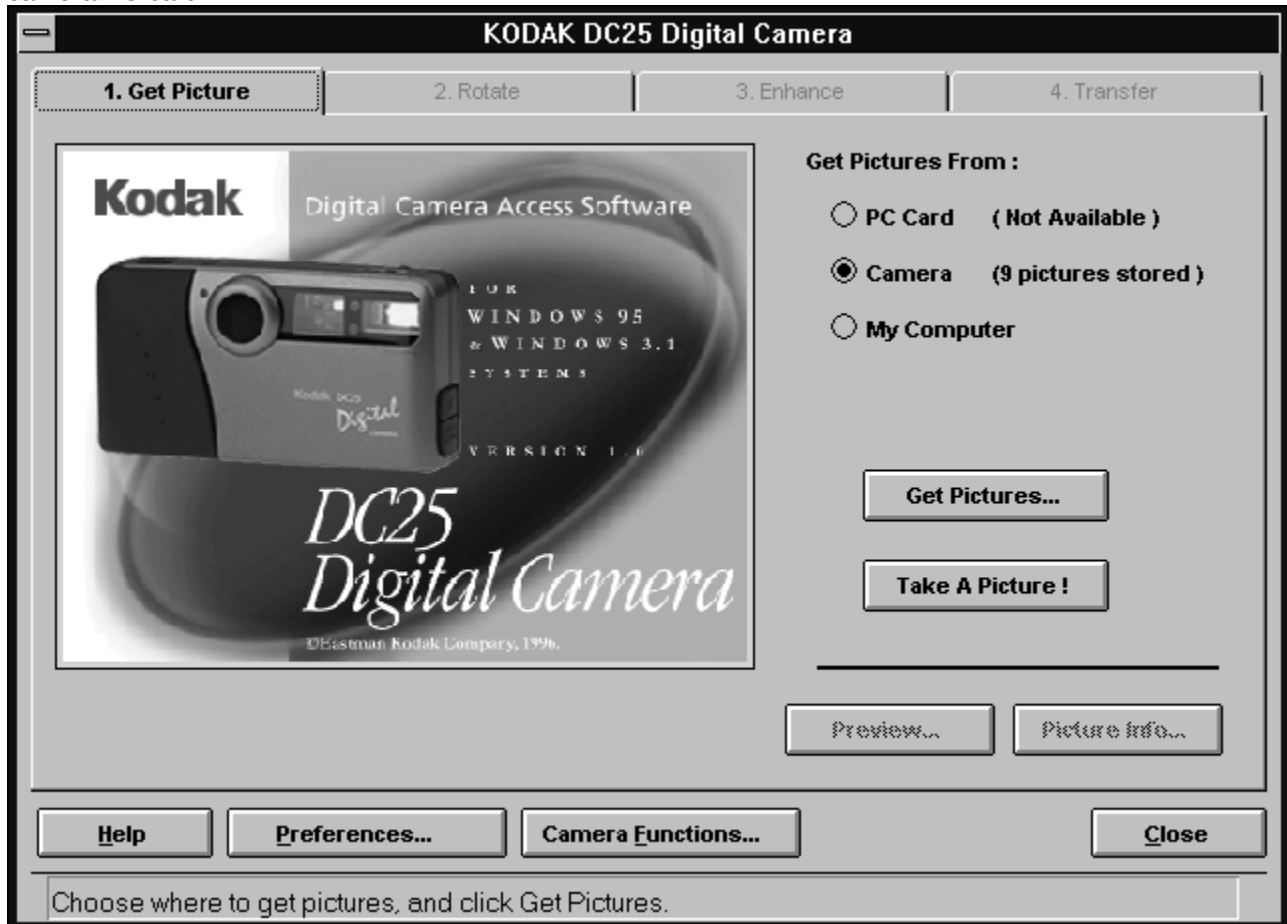 KODAK DC25 Digital Camera
1. Get Picture
2. Rotate
3. Enhance
4. Transfer
Kodak
Digital Camera Access Software
FOR
WINDOWS 95
& WINDOWS 3.1
SYSTEMS
Kodak DC25
Digital
VERSION 1.0
DC25
Digital Camera
©Eastman Kodak Company, 1996.
Get Pictures From :
PC Card ( Not Available )
Camera (9 pictures stored )
My Computer
Get Pictures...
Take A Picture !
Preview...
Picture Info...
Help
Preferences...
Camera Functions...
Close
Choose where to get pictures, and click Get Pictures.